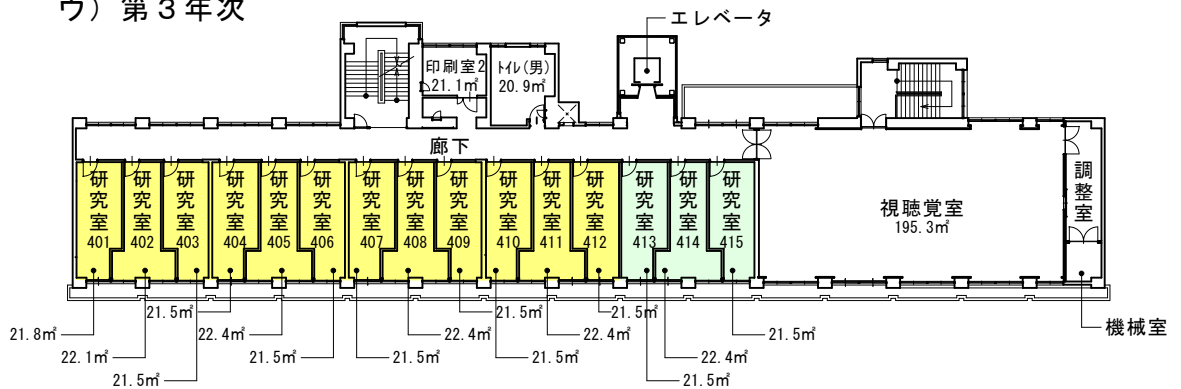 ウ）第３年次
エレベータ
印刷室2
21.1㎡
ﾄｲﾚ(男)
20.9㎡
廊下
研究室
401
研究室
402
研究室
403
研究室
404
研究室
405
研究室
406
研究室
407
研究室
408
研究室
409
研究室
410
研究室
411
研究室
412
研究室
413
研究室
414
研究室
415
視聴覚室
195.3㎡
調整室
21.5㎡
21.5㎡
21.5㎡
21.8㎡
22.4㎡
22.4㎡
22.4㎡
21.5㎡
機械室
22.1㎡
21.5㎡
21.5㎡
21.5㎡
22.4㎡
21.5㎡
21.5㎡